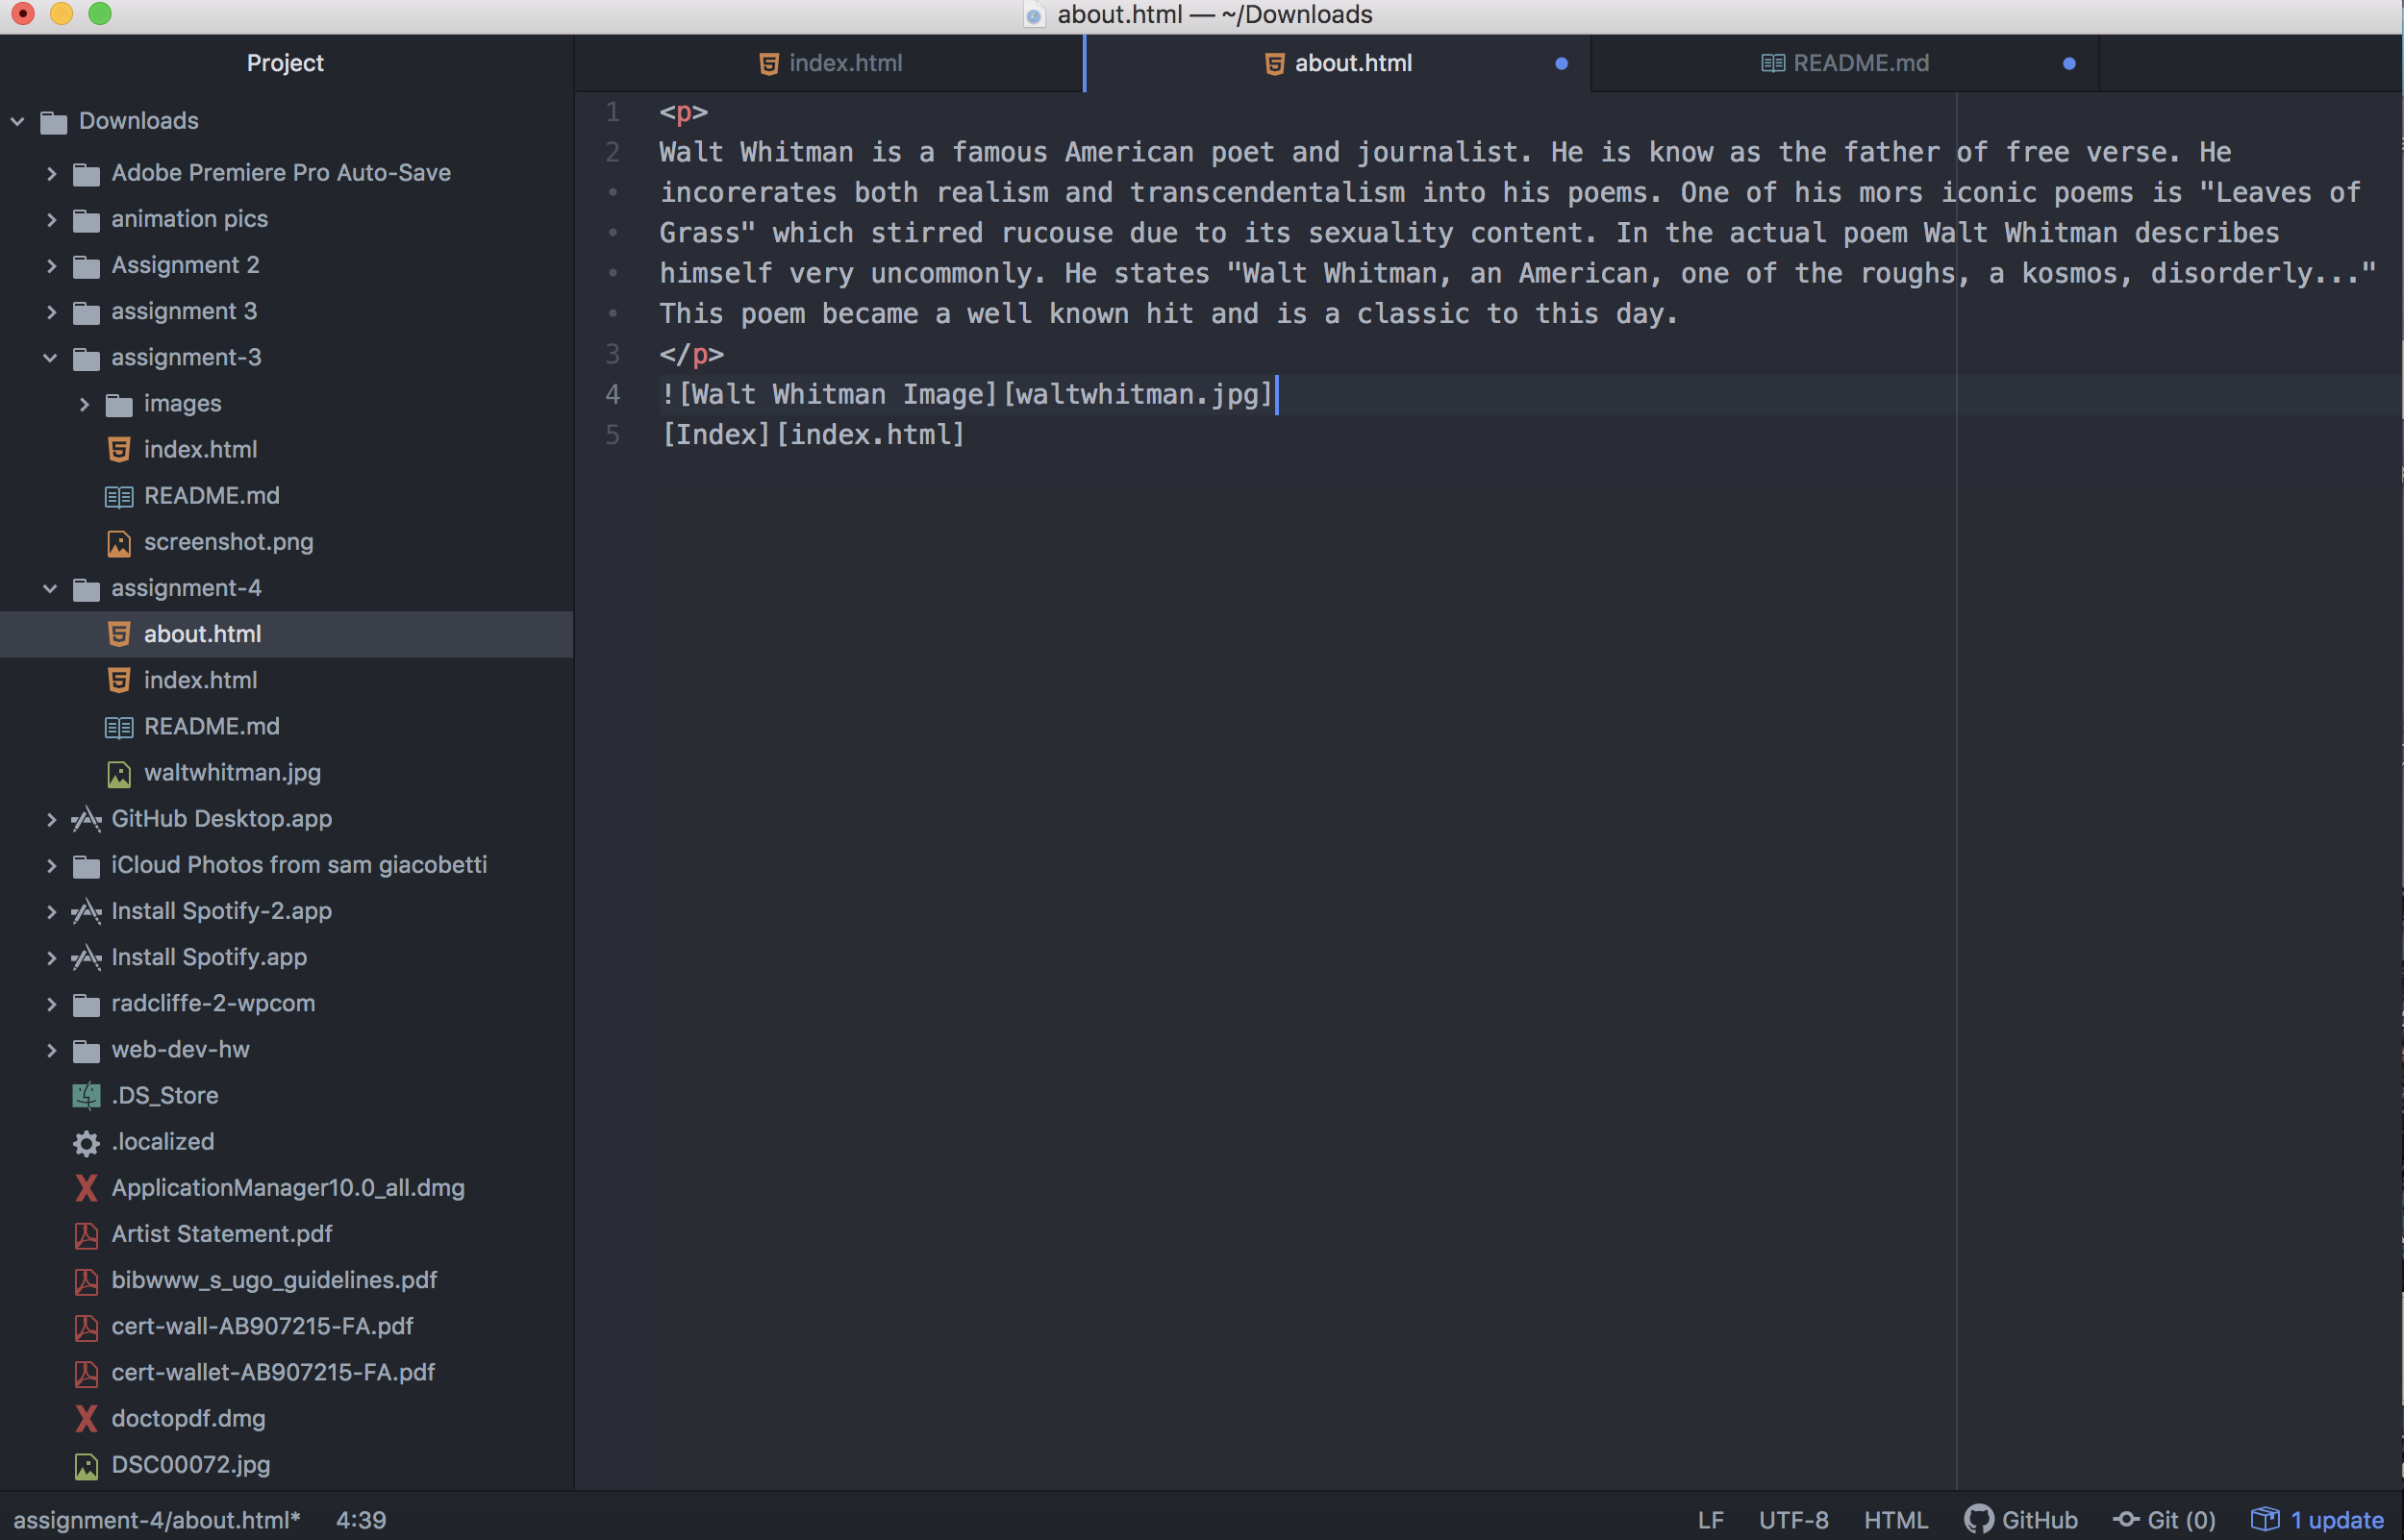 about.html — ~/Downloads
Project
index.html
about.html
README.md
Downloads
Adobe Premiere Pro Auto-Save
animation pics
Assignment 2
assignment 3
assignment-3
images
index.html
README.md
screenshot.png
assignment-4
about.html
index.html
README.md
waltwhitman.jpg
GitHub Desktop.app
iCloud Photos from sam giacobetti
Install Spotify-2.app
Install Spotify.app
radcliffe-2-wpcom
web-dev-hw
.DS_Store
.localized
ApplicationManager10.0_all.dmg
Artist Statement.pdf
bibwww_s_ugo_guidelines.pdf
cert-wall-AB907215-FA.pdf
cert-wallet-AB907215-FA.pdf
doctopdf.dmg
DSC00072.jpg
1 <p>
2 Walt Whitman is a famous American poet and journalist. He is know as the father of free verse. He
• incorerates both realism and transcendentalism into his poems. One of his mors iconic poems is "Leaves of
• Grass" which stirred rucouse due to its sexuality content. In the actual poem Walt Whitman describes
• himself very uncommonly. He states "Walt Whitman, an American, one of the roughs, a kosmos, disorderly..."
• This poem became a well known hit and is a classic to this day.
3 </p>
4 ![Walt Whitman Image][waltwhitman.jpg]
5 [Index][index.html]
assignment-4/about.html* 4:39
LF UTF-8 HTML GitHub Git (0) 1 update